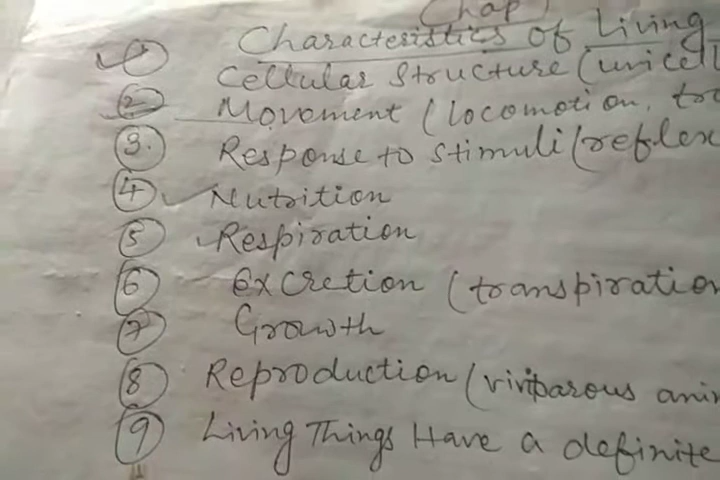 Chap
Characteristics of Living
1 Cellular structure (unicell
2 Movement (locomotion, tro
3. Response to stimuli (reflex
4 Nutrition
5 Respiration
6 Excretion (transpiration
7 Growth
8 Reproduction (viviparous ani
9 Living Things Have a definite